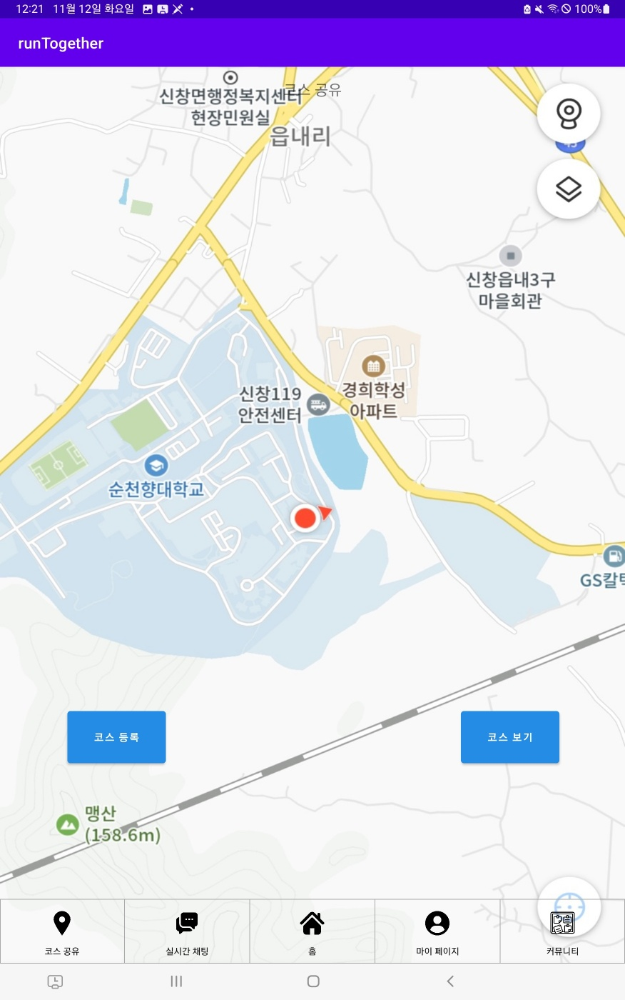 12:21 11월 12일 화요일
100%
runTogether
코스 공유
신창면행정복지센터
현장민원실
읍내리
신창읍내3구
마을회관
경희학성
아파트
신창119
안전센터
순천향대학교
GS칼텍
코스 등록
코스 보기
맹산
(158.6m)
코스 공유
실시간 채팅
홈
마이 페이지
커뮤니티